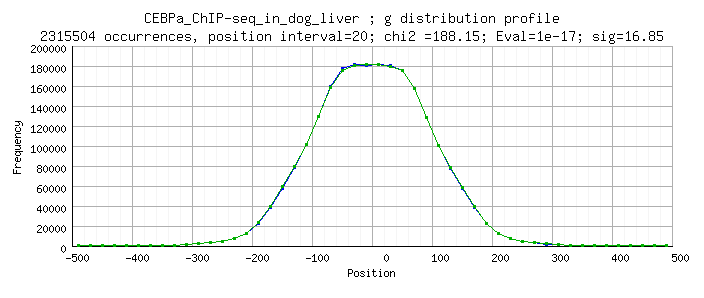 CEBPa_ChIP-seq_in_dog_liver ; g distribution profile
2315504 occurrences, position interval=20; chi2 =188.15; Eval=1e-17; sig=16.85
200000
180000
160000
140000
120000
100000
80000
60000
40000
20000
0
Frequency
-500 -400 -300 -200 -100 0 100 200 300 400 500
Position